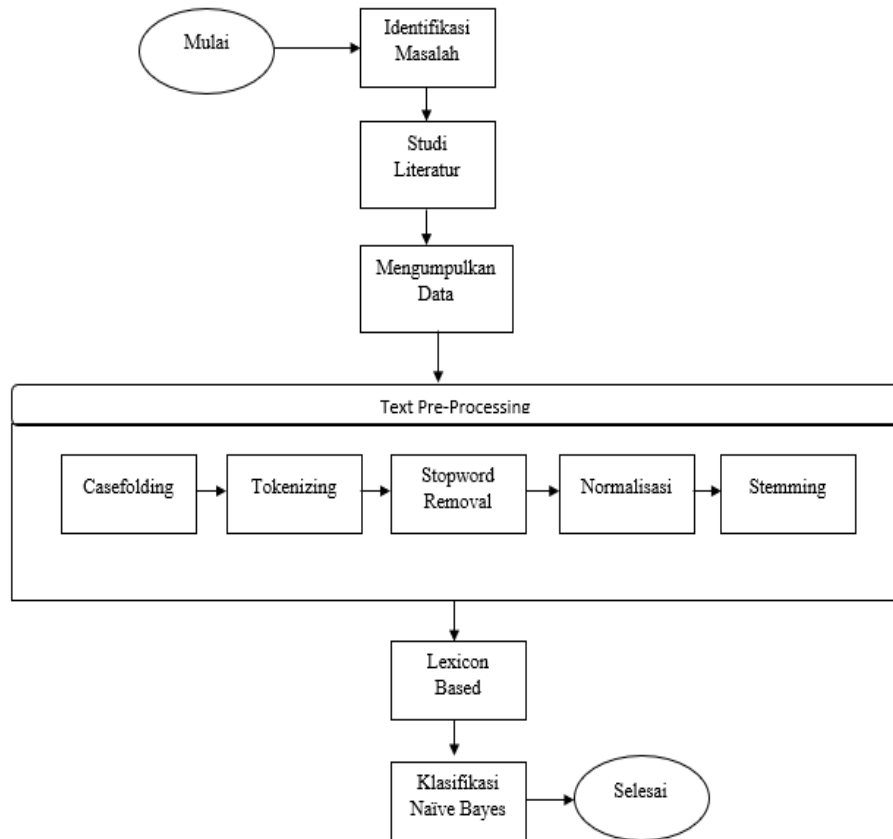 Mulai
Identifikasi
Masalah
Studi
Literatur
Mengumpulkan
Data
Text Pre-Processing
Casefolding
Tokenizing
Stopword
Removal
Normalisasi
Stemming
Lexicon
Based
Klasifikasi
Naïve Bayes
Selesai